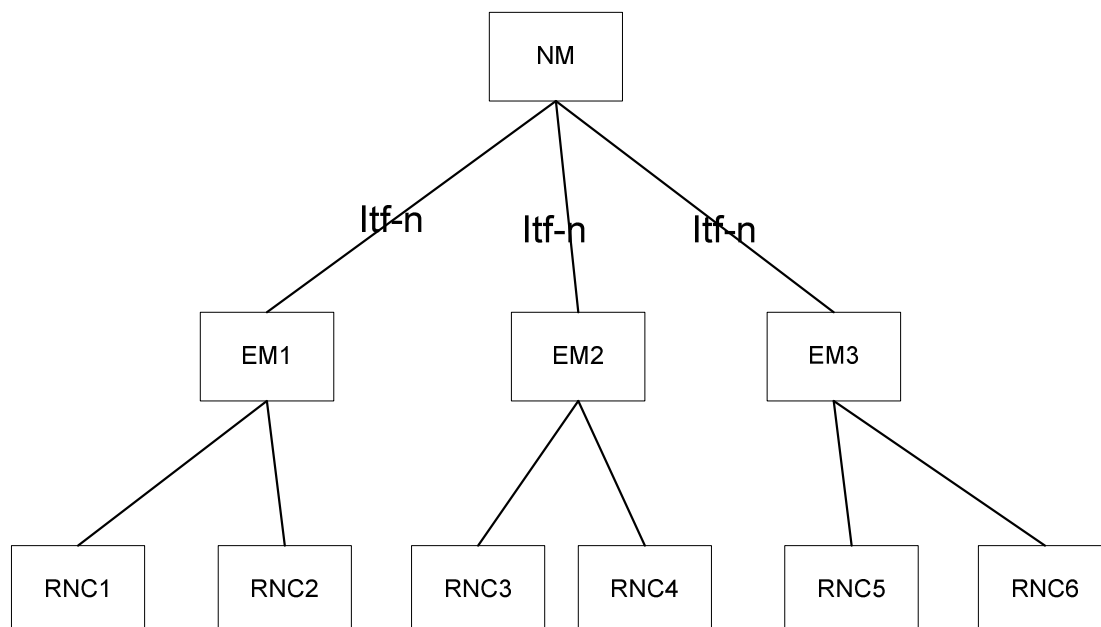 NM
Itf-n
Itf-n
Itf-n
EM1
EM2
EM3
RNC1
RNC2
RNC3
RNC4
RNC5
RNC6